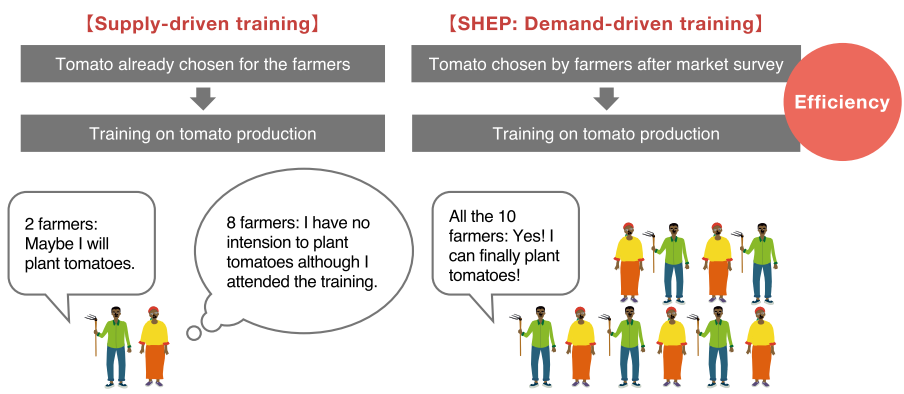 【Supply-driven training】
Tomato already chosen for the farmers
Training on tomato production
2 farmers:
Maybe I will
plant tomatoes.
8 farmers: I have no
intension to plant
tomatoes although I
attended the training.
【SHEP: Demand-driven training】
Tomato chosen by farmers after market survey
Efficiency
Training on tomato production
All the 10
farmers: Yes! I
can finally plant
tomatoes!